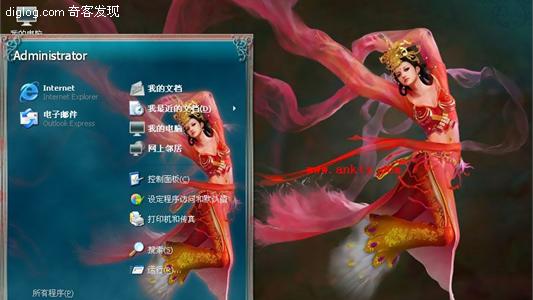 diglog.com 奇客发现
我的电脑
Administrator
Internet
Internet Explorer
电子邮件
Outlook Express
我的文档
我最近的文档(D)
我的电脑
网上邻居
控制面板(C)
设定程序访问和默认值
打印机和传真
搜索(S)
运行(R)...
所有程序(P)